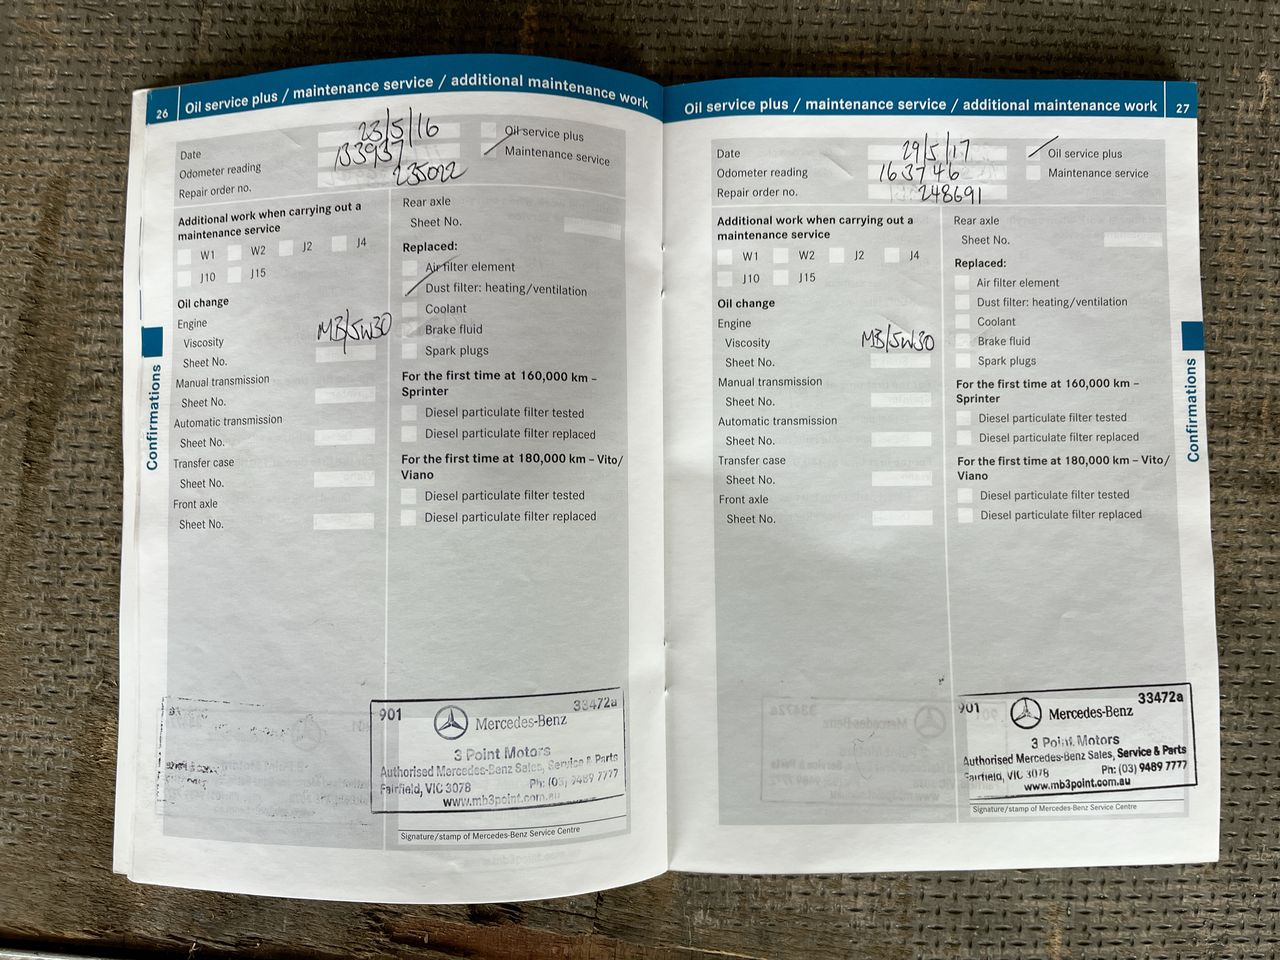 26 Oil service plus / maintenance service / additional maintenance work
Date 23/5/16
Odometer reading 133937
Repair order no. 235022
Oil service plus
Maintenance service
Additional work when carrying out a
maintenance service
W1 W2 J2 J4
J10 J15
Oil change
Engine
Viscosity MB/5W30
Sheet No.
Manual transmission
Sheet No.
Automatic transmission
Sheet No.
Transfer case
Sheet No.
Front axle
Sheet No.
Rear axle
Sheet No.
Replaced:
Air filter element
Dust filter: heating/ventilation
Coolant
Brake fluid
Spark plugs
For the first time at 160,000 km –
Sprinter
Diesel particulate filter tested
Diesel particulate filter replaced
For the first time at 180,000 km – Vito/
Viano
Diesel particulate filter tested
Diesel particulate filter replaced
Confirmations
901 33472a
Mercedes-Benz
3 Point Motors
Authorised Mercedes-Benz Sales, Service & Parts
Fairfield, VIC 3078 Ph: (03) 9489 7777
www.mb3point.com.au
Signature/stamp of Mercedes-Benz Service Centre
Oil service plus / maintenance service / additional maintenance work 27
Date 29/5/17
Odometer reading 163746
Repair order no. 248691
Oil service plus
Maintenance service
Additional work when carrying out a
maintenance service
W1 W2 J2 J4
J10 J15
Oil change
Engine
Viscosity MB/5W30
Sheet No.
Manual transmission
Sheet No.
Automatic transmission
Sheet No.
Transfer case
Sheet No.
Front axle
Sheet No.
Rear axle
Sheet No.
Replaced:
Air filter element
Dust filter: heating/ventilation
Coolant
Brake fluid
Spark plugs
For the first time at 160,000 km –
Sprinter
Diesel particulate filter tested
Diesel particulate filter replaced
For the first time at 180,000 km – Vito/
Viano
Diesel particulate filter tested
Diesel particulate filter replaced
Confirmations
901 33472a
Mercedes-Benz
3 Point Motors
Authorised Mercedes-Benz Sales, Service & Parts
Fairfield, VIC 3078 Ph: (03) 9489 7777
www.mb3point.com.au
Signature/stamp of Mercedes-Benz Service Centre